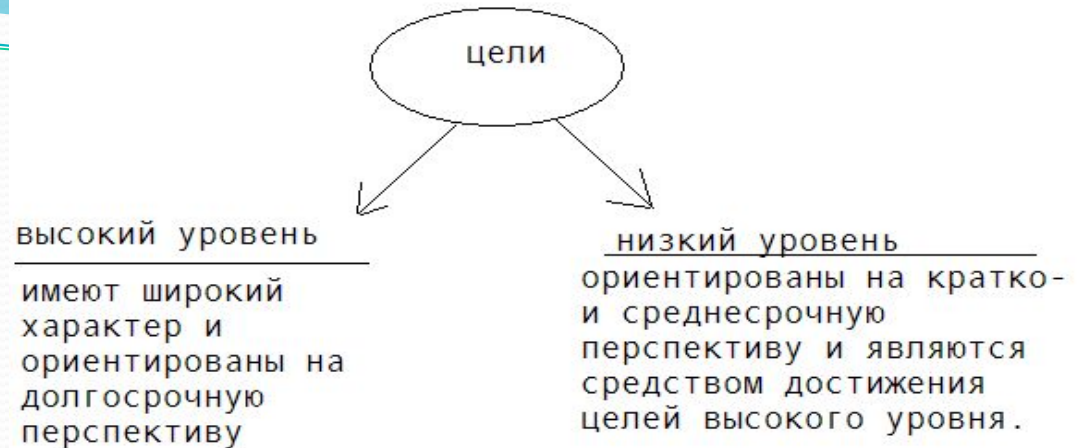 цели
высокий уровень
имеют широкий
характер и
ориентированы на
долгосрочную
перспективу
низкий уровень
ориентированы на кратко-
и среднесрочную
перспективу и являются
средством достижения
целей высокого уровня.